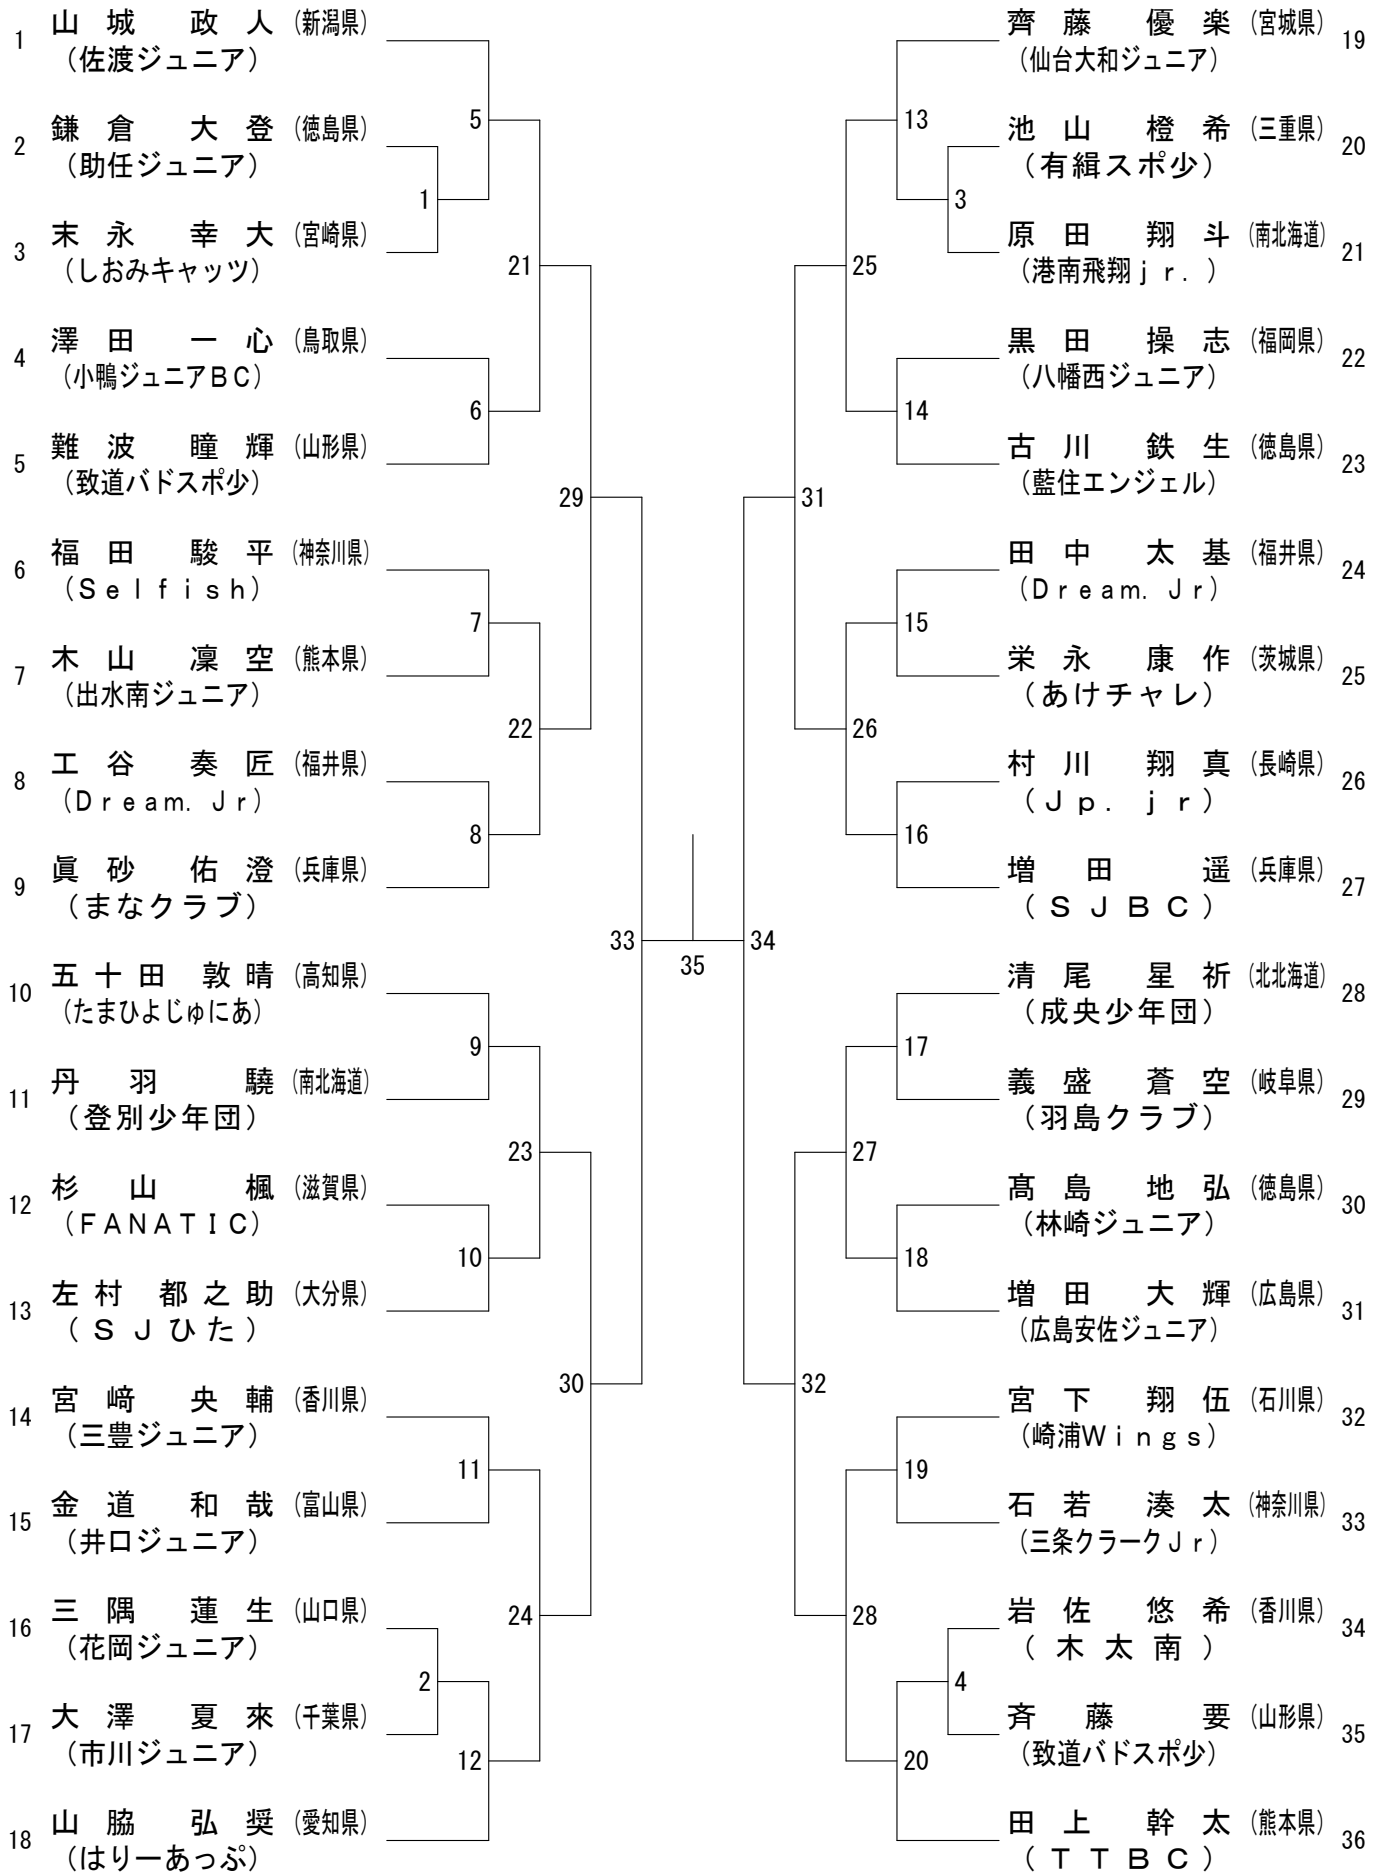 1 山城 政人 (新潟県)
(佐渡ジュニア)
2 鎌倉 大登 (徳島県)
(助任ジュニア)
3 末永 幸大 (宮崎県)
(しおみキャッツ)
4 澤田 一心 (鳥取県)
(小鴨ジュニアBC)
5 難波 瞳輝 (山形県)
(致道バドスポ少)
6 福田 駿平 (神奈川県)
(Selfish)
7 木山 凜空 (熊本県)
(出水南ジュニア)
8 工谷 奏匠 (福井県)
(Dream. Jr)
9 眞砂 佑澄 (兵庫県)
(まなクラブ)
10 五十田 敦晴 (高知県)
(たまひよじゅにあ)
11 丹羽 驍 (南北海道)
(登別少年団)
12 杉山 楓 (滋賀県)
(FANATIC)
13 左村 都之助 (大分県)
(SJひた)
14 宮﨑 央輔 (香川県)
(三豊ジュニア)
15 金道 和哉 (富山県)
(井口ジュニア)
16 三隅 蓮生 (山口県)
(花岡ジュニア)
17 大澤 夏來 (千葉県)
(市川ジュニア)
18 山脇 弘奨 (愛知県)
(はりーあっぷ)
5
1
21
6
29
7
22
8
33
9
23
10
30
11
24
2
12
35
13
3
25
14
31
15
26
16
34
17
27
18
32
19
28
4
20
齊藤 優楽 (宮城県) 19
(仙台大和ジュニア)
池山 橙希 (三重県) 20
(有緝スポ少)
原田 翔斗 (南北海道) 21
(港南飛翔jr.)
黒田 操志 (福岡県) 22
(八幡西ジュニア)
古川 鉄生 (徳島県) 23
(藍住エンジェル)
田中 太基 (福井県) 24
(Dream. Jr)
栄永 康作 (茨城県) 25
(あけチャレ)
村川 翔真 (長崎県) 26
(Jp. jr)
増田 遥 (兵庫県) 27
(SJBC)
清尾 星祈 (北北海道) 28
(成央少年団)
義盛 蒼空 (岐阜県) 29
(羽島クラブ)
髙島 地弘 (徳島県) 30
(林崎ジュニア)
増田 大輝 (広島県) 31
(広島安佐ジュニア)
宮下 翔伍 (石川県) 32
(崎浦Wings)
石若 湊太 (神奈川県) 33
(三条クラークJr)
岩佐 悠希 (香川県) 34
(木太南)
斉藤 要 (山形県) 35
(致道バドスポ少)
田上 幹太 (熊本県) 36
(TTBC)